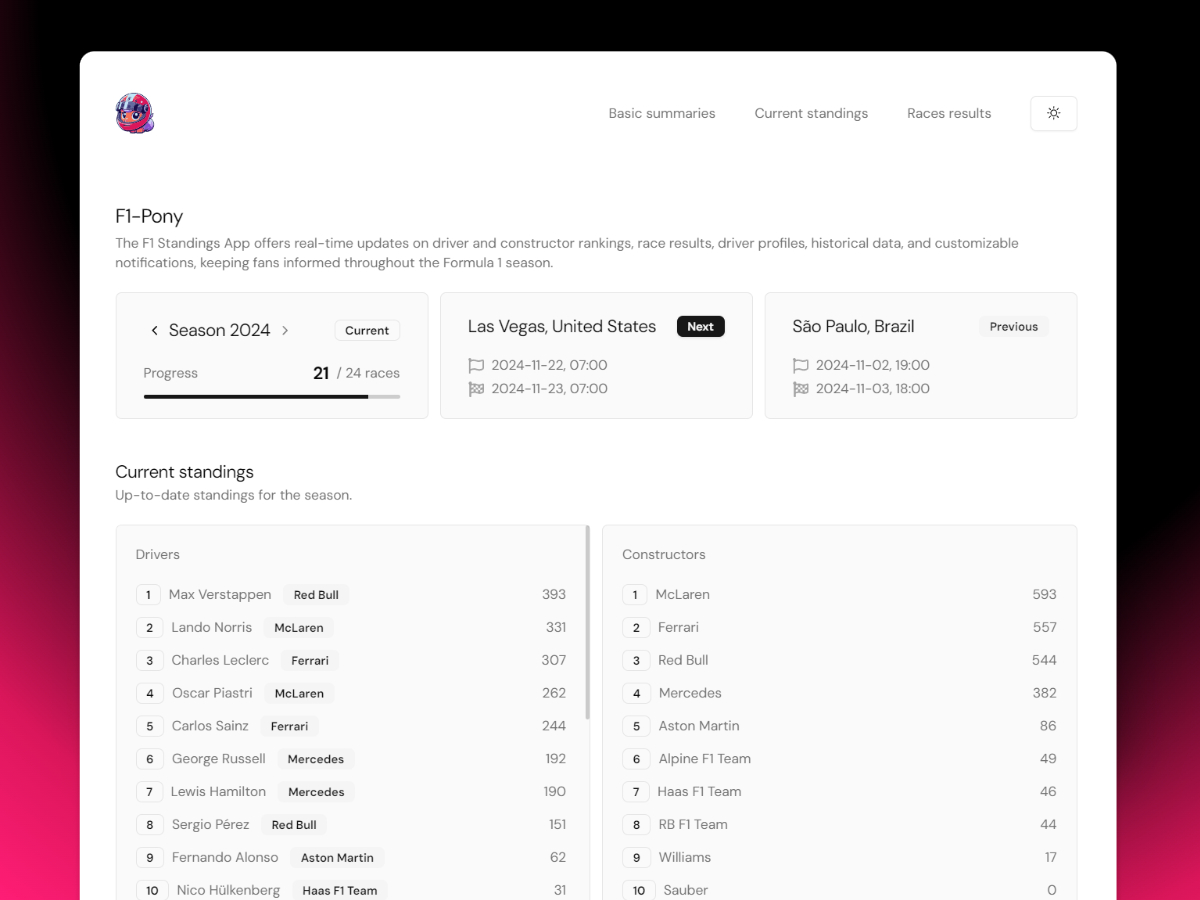 Basic summaries Current standings Races results
F1-Pony
The F1 Standings App offers real-time updates on driver and constructor rankings, race results, driver profiles, historical data, and customizable
notifications, keeping fans informed throughout the Formula 1 season.
Season 2024 Current
Progress 21 / 24 races
Las Vegas, United States Next
2024-11-22, 07:00
2024-11-23, 07:00
São Paulo, Brazil Previous
2024-11-02, 19:00
2024-11-03, 18:00
Current standings
Up-to-date standings for the season.
Drivers
1 Max Verstappen Red Bull 393
2 Lando Norris McLaren 331
3 Charles Leclerc Ferrari 307
4 Oscar Piastri McLaren 262
5 Carlos Sainz Ferrari 244
6 George Russell Mercedes 192
7 Lewis Hamilton Mercedes 190
8 Sergio Pérez Red Bull 151
9 Fernando Alonso Aston Martin 62
10 Nico Hülkenberg Haas F1 Team 31
Constructors
1 McLaren 593
2 Ferrari 557
3 Red Bull 544
4 Mercedes 382
5 Aston Martin 86
6 Alpine F1 Team 49
7 Haas F1 Team 46
8 RB F1 Team 44
9 Williams 17
10 Sauber 0